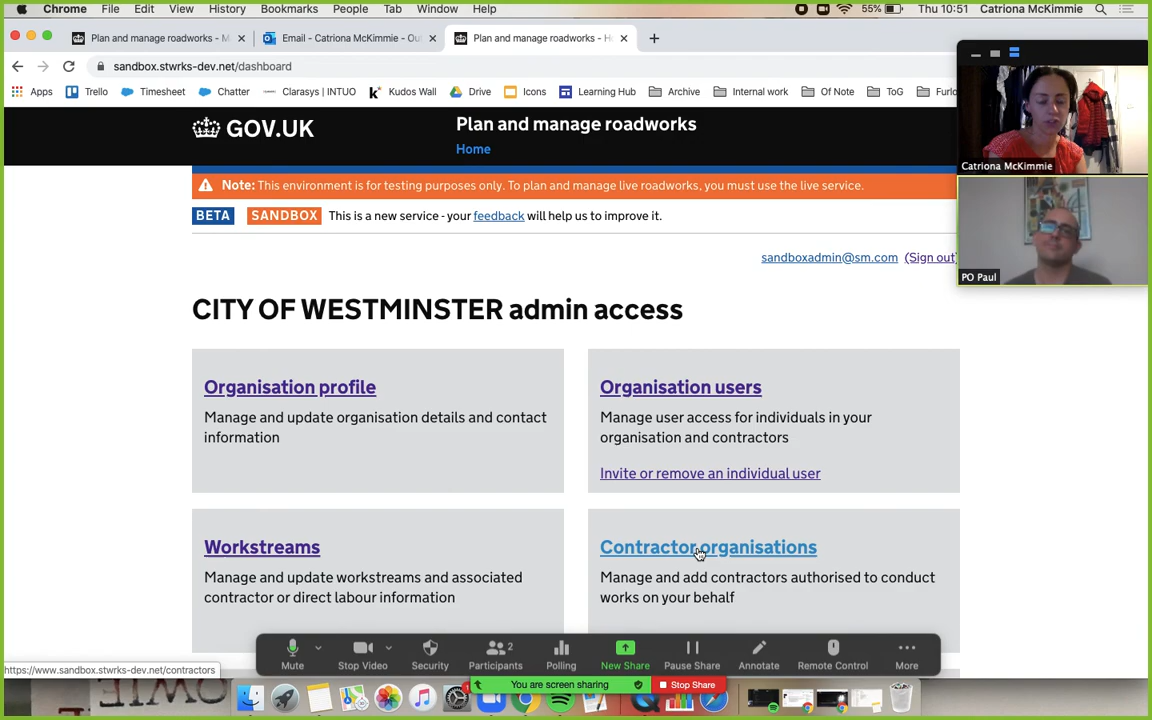 Chrome File Edit View History Bookmarks People Tab Window Help 55% Thu 10:51 Catriona McKimmie
Plan and manage roadworks - M × Email - Catriona McKimmie - Ou × Plan and manage roadworks - H × +
sandbox.stwrks-dev.net/dashboard
Apps Trello Timesheet Chatter Clarasys | INTUO Kudos Wall Drive Icons Learning Hub Archive Internal work Of Note ToG Furlo
GOV.UK
Plan and manage roadworks
Home
Catriona McKimmie
PO Paul
Note: This environment is for testing purposes only. To plan and manage live roadworks, you must use the live service.
BETA SANDBOX This is a new service - your feedback will help us to improve it.
sandboxadmin@sm.com (Sign out)
CITY OF WESTMINSTER admin access
Organisation profile
Manage and update organisation details and contact
information
Organisation users
Manage user access for individuals in your
organisation and contractors
Invite or remove an individual user
Workstreams
Manage and update workstreams and associated
contractor or direct labour information
Contractor organisations
Manage and add contractors authorised to conduct
works on your behalf
https://www.sandbox.stwrks-dev.net/contractors
Mute Stop Video Security Participants 2 Polling New Share Pause Share Annotate Remote Control More
You are screen sharing Stop Share